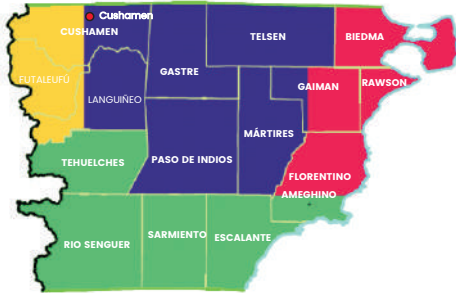 Cushamen
CUSHAMEN
TELSEN
BIEDMA
GASTRE
FUTALEUFÚ
LANGUIÑEO
GAIMAN
RAWSON
MÁRTIRES
TEHUELCHES
PASO DE INDIOS
FLORENTINO
AMEGHINO
RIO SENGUER
SARMIENTO
ESCALANTE